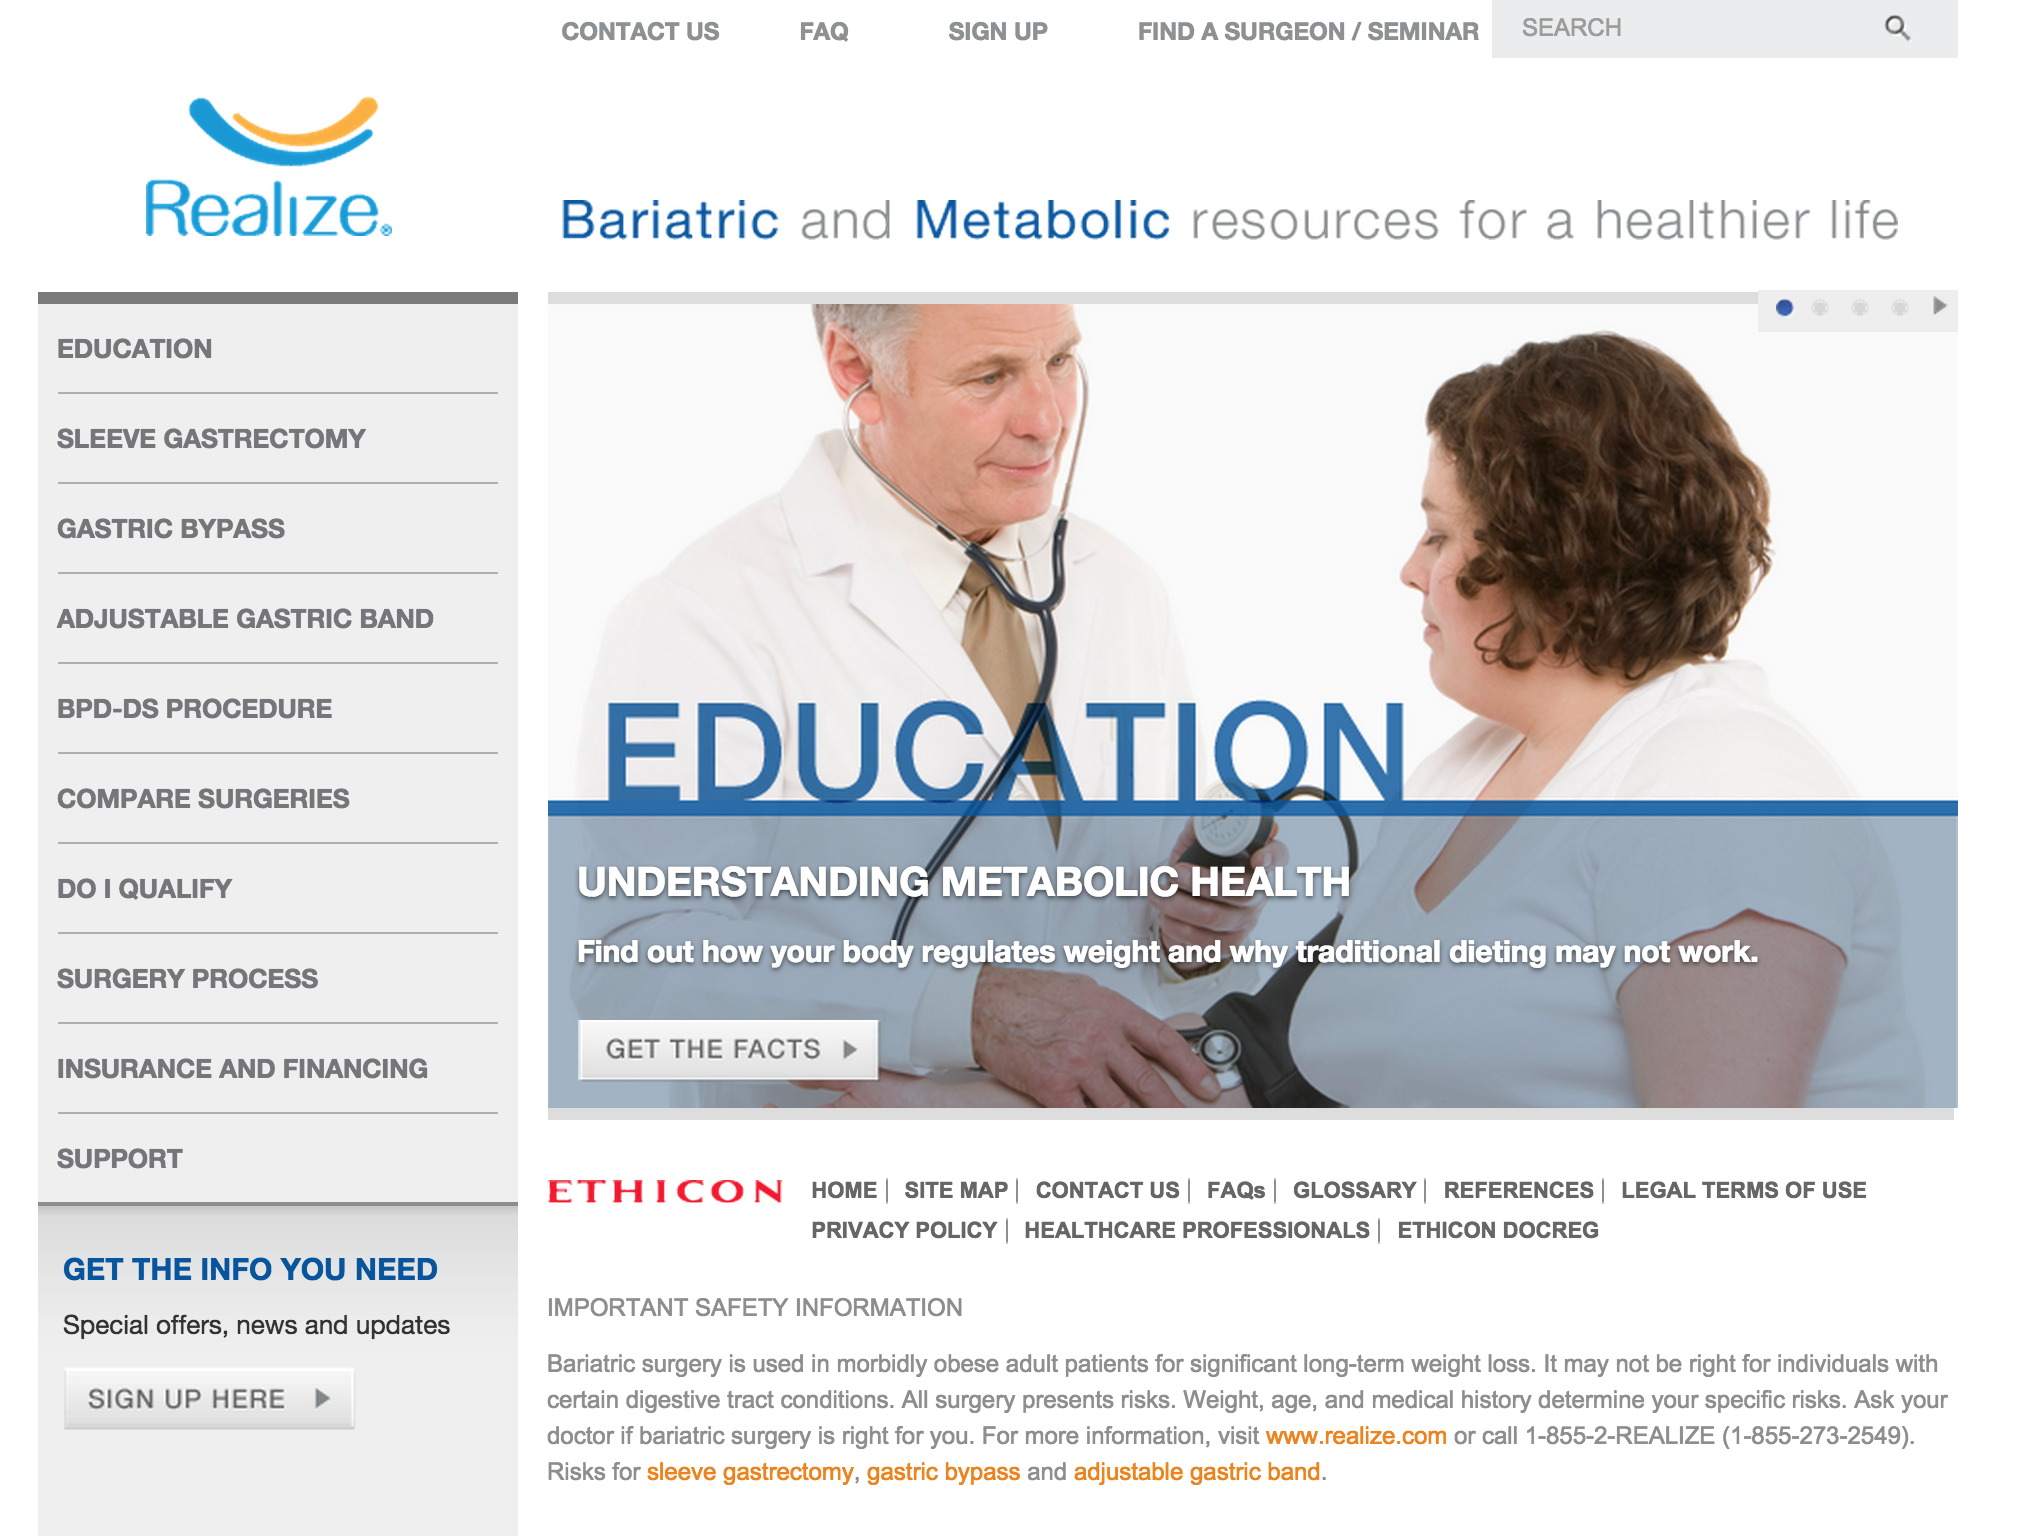 CONTACT US FAQ SIGN UP FIND A SURGEON / SEMINAR SEARCH
Realize®
Bariatric and Metabolic resources for a healthier life
EDUCATION
SLEEVE GASTRECTOMY
GASTRIC BYPASS
ADJUSTABLE GASTRIC BAND
BPD-DS PROCEDURE
COMPARE SURGERIES
DO I QUALIFY
SURGERY PROCESS
INSURANCE AND FINANCING
SUPPORT
GET THE INFO YOU NEED
Special offers, news and updates
SIGN UP HERE
EDUCATION
UNDERSTANDING METABOLIC HEALTH
Find out how your body regulates weight and why traditional dieting may not work.
GET THE FACTS
ETHICON
HOME | SITE MAP | CONTACT US | FAQs | GLOSSARY | REFERENCES | LEGAL TERMS OF USE
PRIVACY POLICY | HEALTHCARE PROFESSIONALS | ETHICON DOCREG
IMPORTANT SAFETY INFORMATION
Bariatric surgery is used in morbidly obese adult patients for significant long-term weight loss. It may not be right for individuals with
certain digestive tract conditions. All surgery presents risks. Weight, age, and medical history determine your specific risks. Ask your
doctor if bariatric surgery is right for you. For more information, visit www.realize.com or call 1-855-2-REALIZE (1-855-273-2549).
Risks for sleeve gastrectomy, gastric bypass and adjustable gastric band.